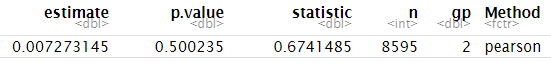 estimate p.value statistic n gp Method
<dbl> <dbl> <dbl> <int> <dbl> <fctr>
0.007273145 0.500235 0.6741485 8595 2 pearson